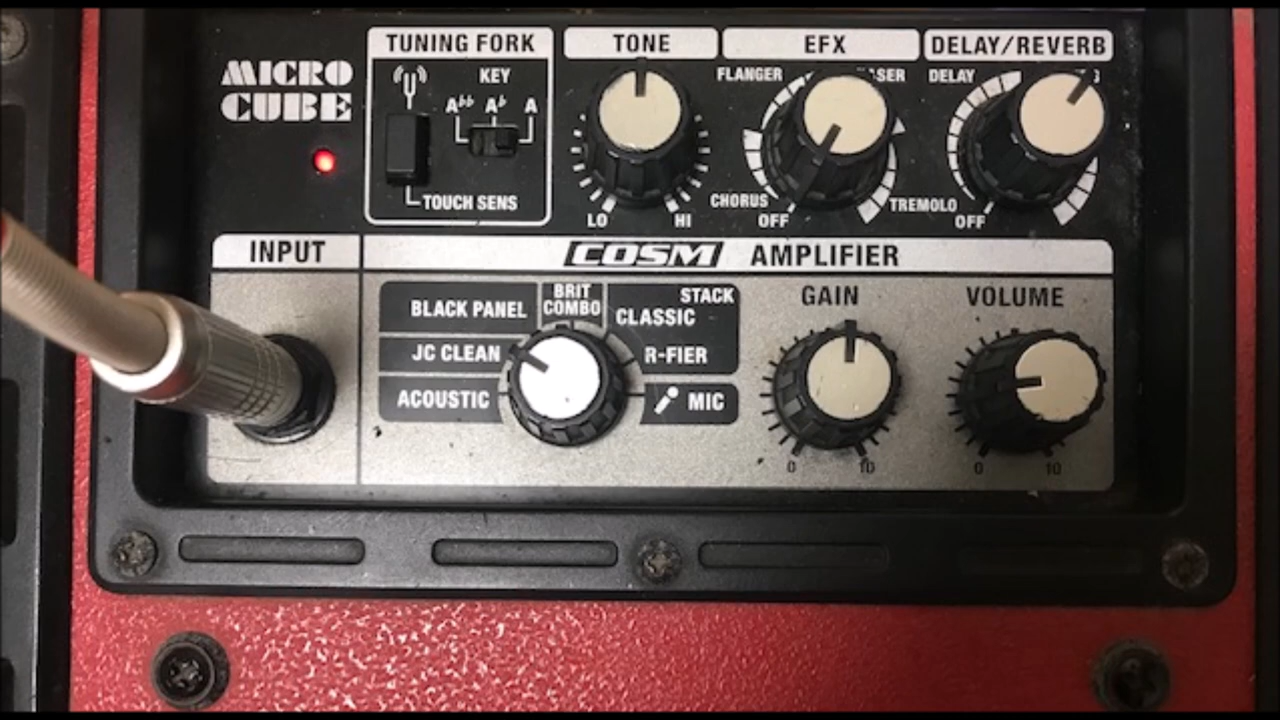 MICRO
CUBE
TUNING FORK
KEY
A♭♭ A♭ A
TOUCH SENS
TONE
LO HI
EFX
FLANGER
CHORUS
OFF
TREMOLO
DELAY/REVERB
DELAY
OFF
INPUT
COSM AMPLIFIER
BLACK PANEL
BRIT
COMBO
STACK
CLASSIC
JC CLEAN
R-FIER
ACOUSTIC
MIC
GAIN
0 10
VOLUME
0 10